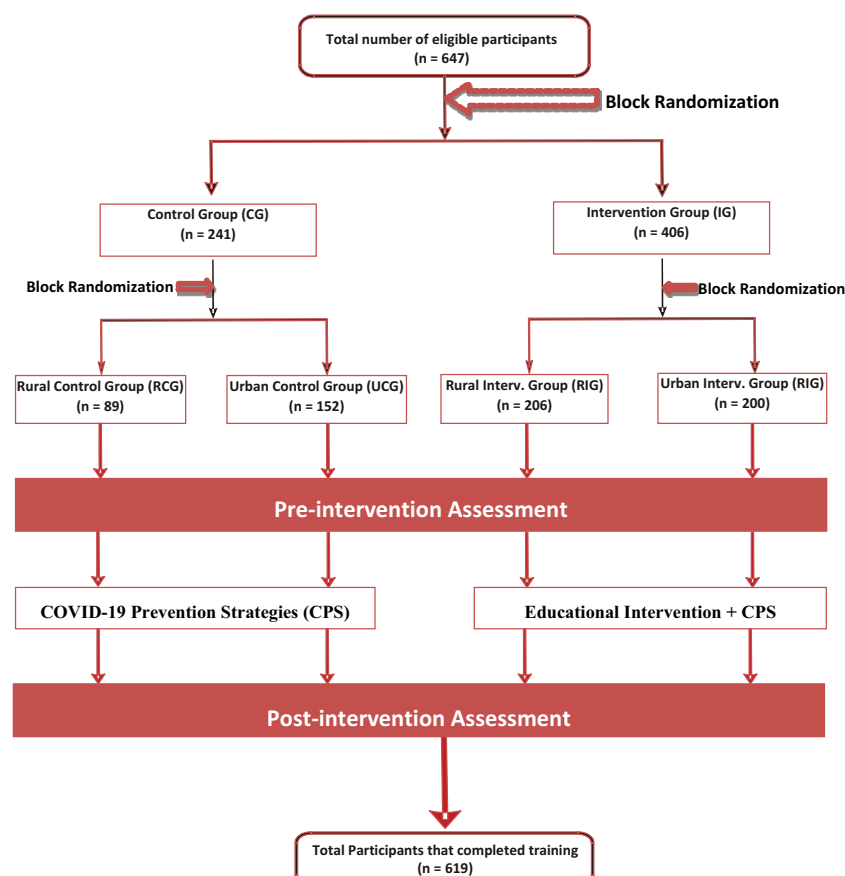 Total number of eligible participants
(n = 647)
Block Randomization
Control Group (CG)
(n = 241)
Intervention Group (IG)
(n = 406)
Block Randomization
Block Randomization
Rural Control Group (RCG)
(n = 89)
Urban Control Group (UCG)
(n = 152)
Rural Interv. Group (RIG)
(n = 206)
Urban Interv. Group (RIG)
(n = 200)
Pre-intervention Assessment
COVID-19 Prevention Strategies (CPS)
Educational Intervention + CPS
Post-intervention Assessment
Total Participants that completed training
(n = 619)